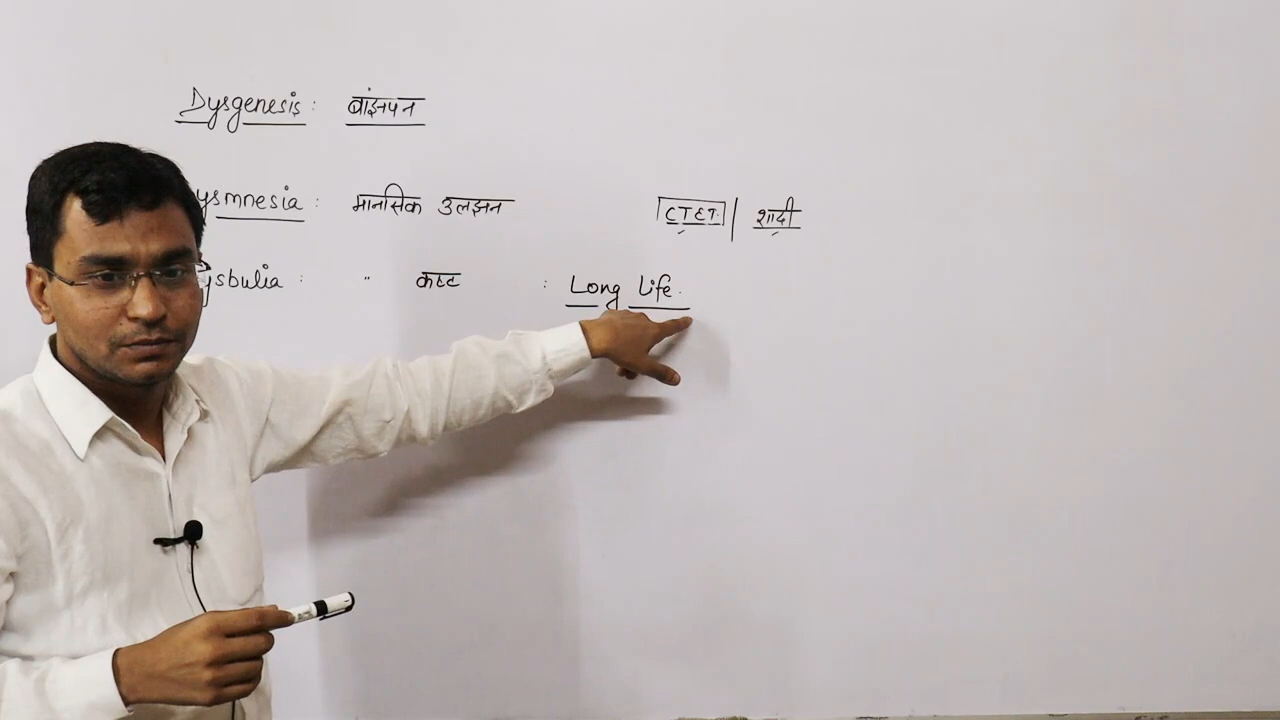 Dysgenesis : बांझपन
ysmnesia : मानसिक उलझन CTET. | शादी
ysbulia : " कष्ट : Long Life.